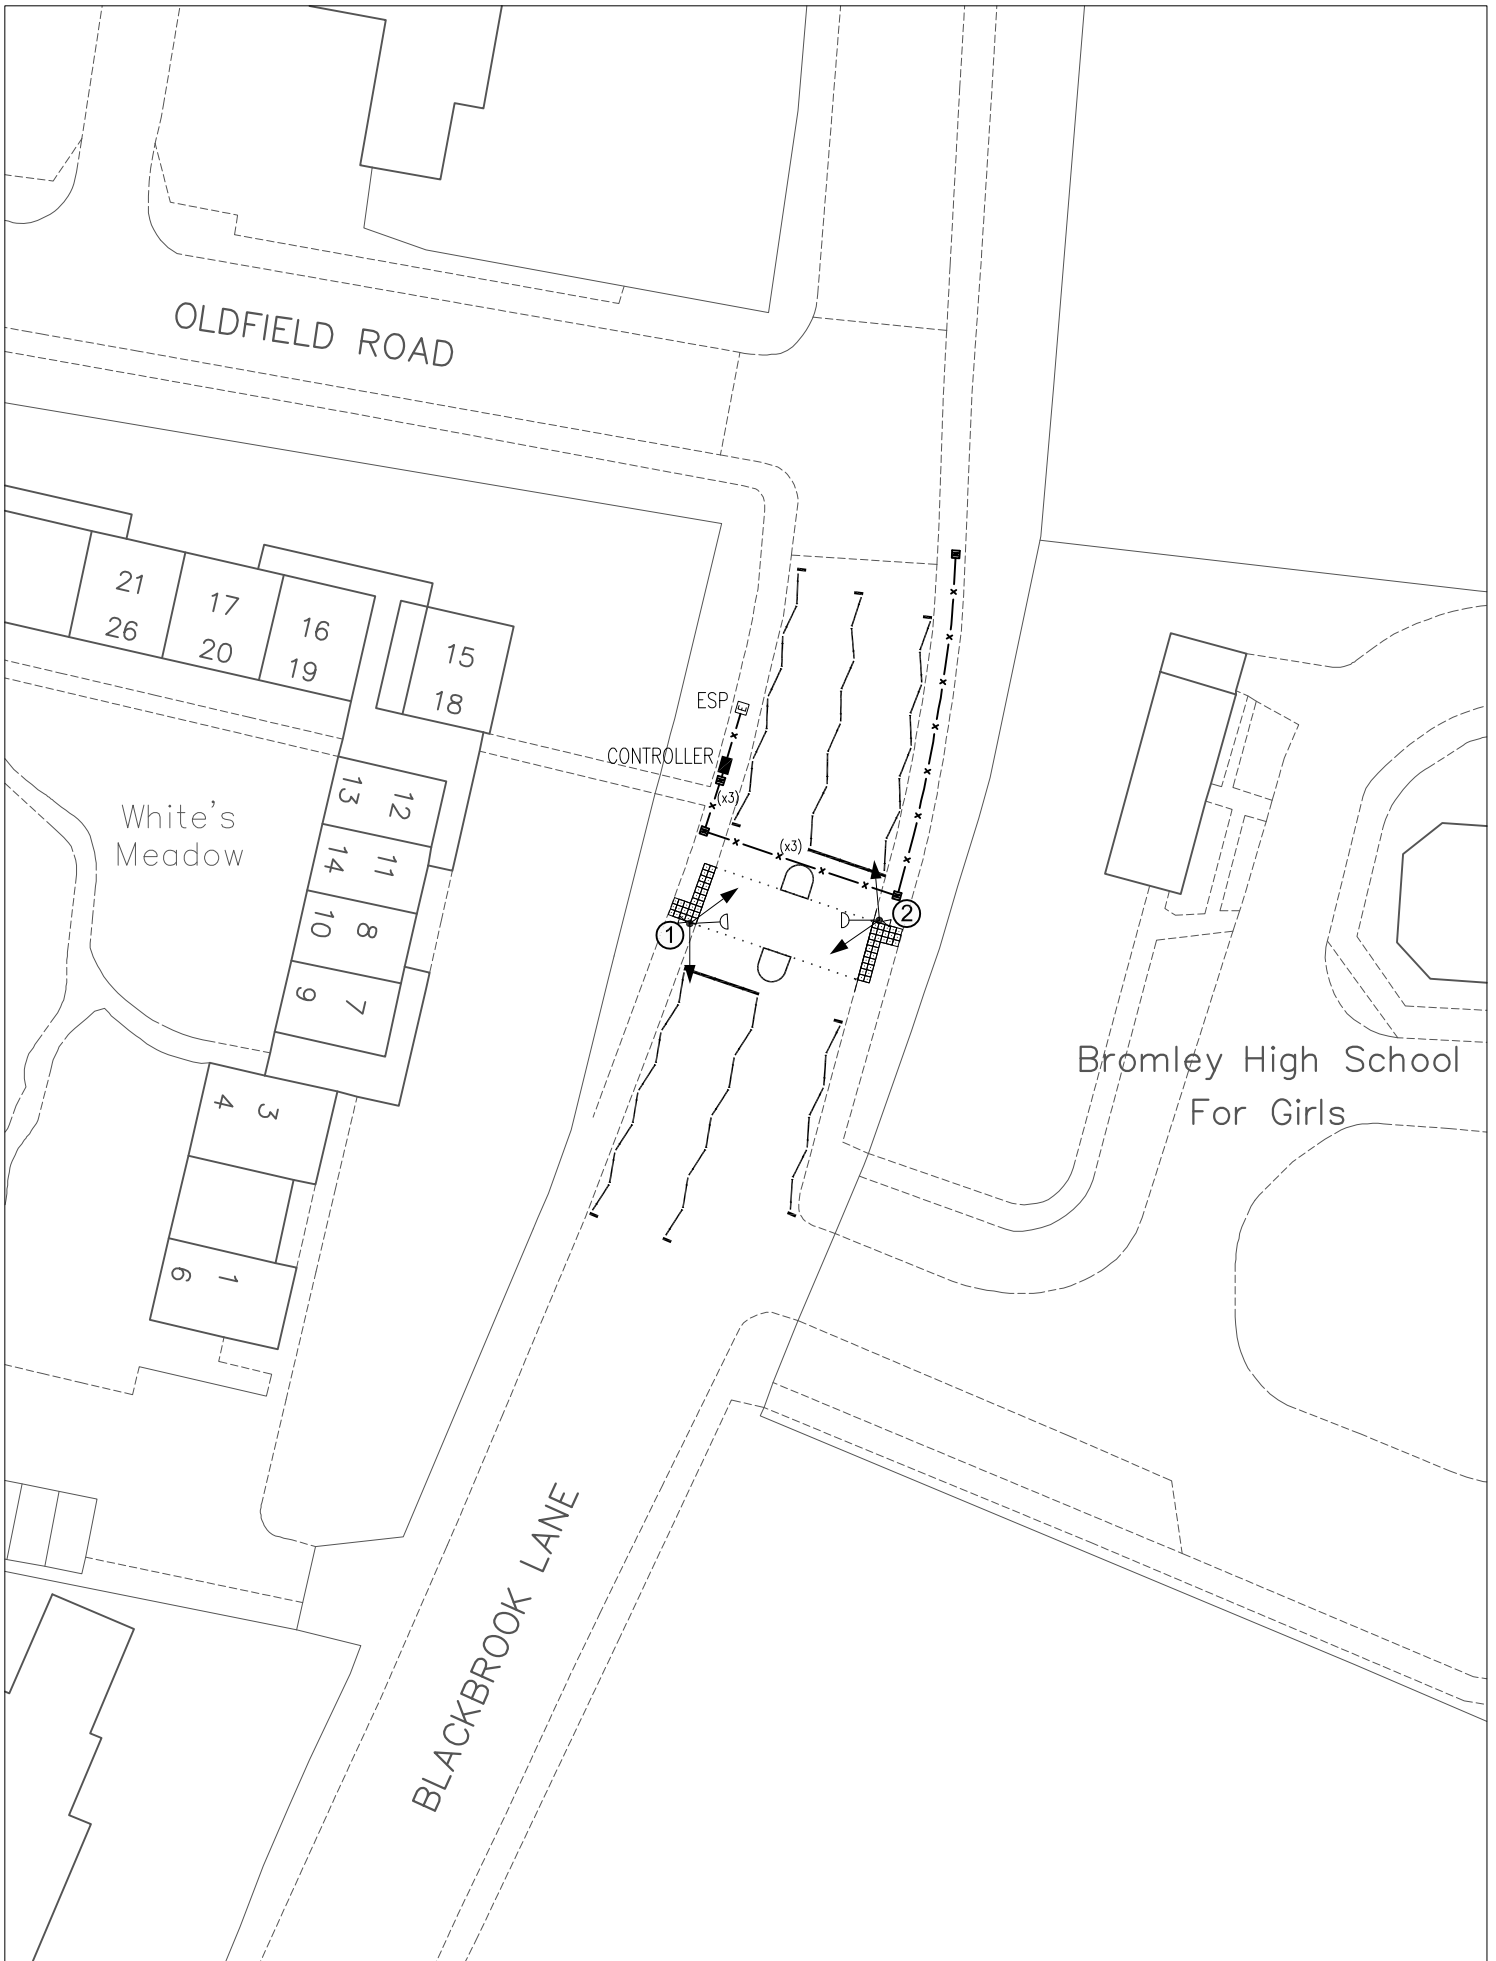 OLDFIELD ROAD
21
26
17
20
16
19
15
18
ESP
E
CONTROLLER
(x3)
(x3)
White's
Meadow
13
12
14
11
10
8
9
7
1
2
4
3
6
1
Bromley High School
For Girls
BLACKBROOK LANE